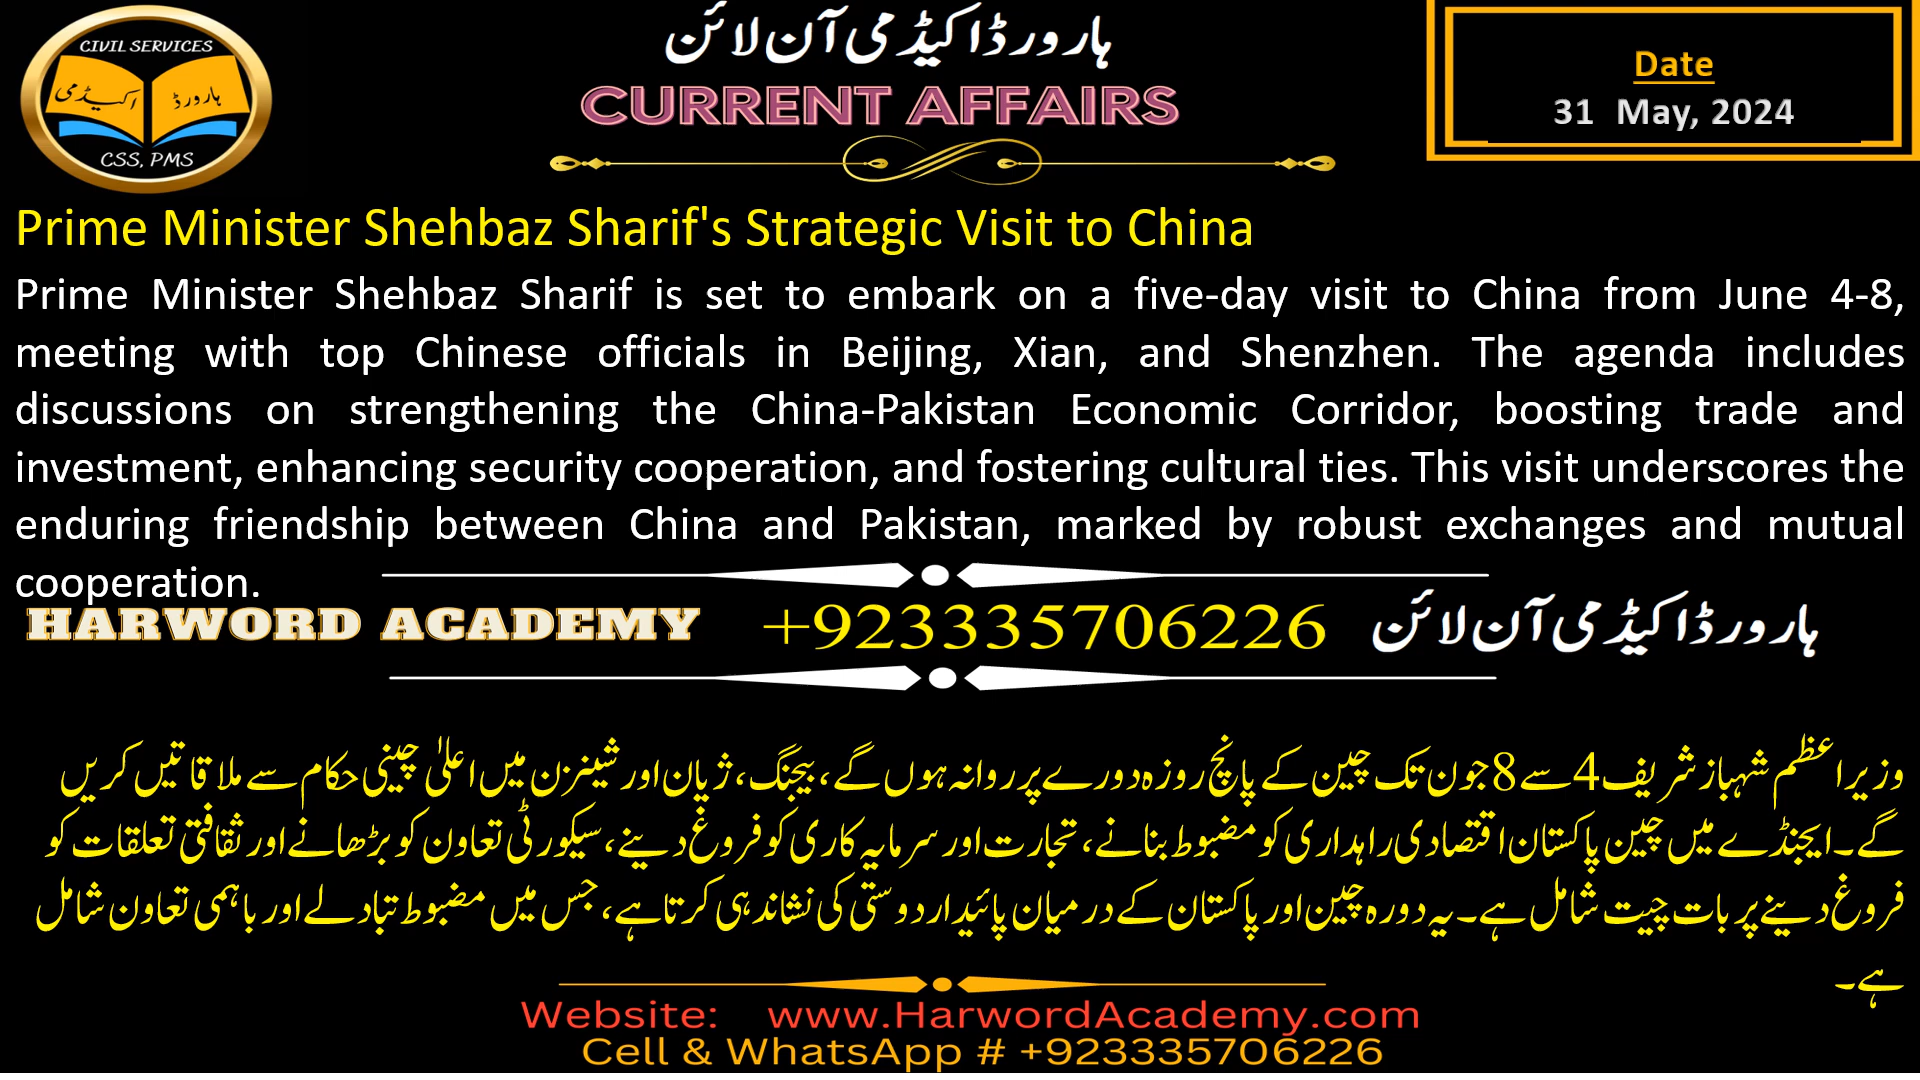 CIVIL SERVICES
ہارورڈ اکیڈمی
CSS, PMS
ہارورڈ اکیڈمی آن لائن
CURRENT AFFAIRS
Date
31 May, 2024
Prime Minister Shehbaz Sharif's Strategic Visit to China
Prime Minister Shehbaz Sharif is set to embark on a five-day visit to China from June 4-8,
meeting with top Chinese officials in Beijing, Xian, and Shenzhen. The agenda includes
discussions on strengthening the China-Pakistan Economic Corridor, boosting trade and
investment, enhancing security cooperation, and fostering cultural ties. This visit underscores the
enduring friendship between China and Pakistan, marked by robust exchanges and mutual
cooperation.
HARWORD ACADEMY +923335706226 ہارورڈ اکیڈمی آن لائن
وزیر اعظم شہباز شریف 4 سے 8 جون تک چین کے پانچ روزہ دورے پر روانہ ہوں گے، بیجنگ، ژیان اور شینزن میں اعلیٰ چینی حکام سے ملاقاتیں کریں
گے۔ ایجنڈے میں چین پاکستان اقتصادی راہداری کو مضبوط بنانے، تجارت اور سرمایہ کاری کو فروغ دینے، سیکورٹی تعاون کو بڑھانے اور ثقافتی تعلقات کو
فروغ دینے پر بات چیت شامل ہے۔ یہ دورہ چین اور پاکستان کے درمیان پائیدار دوستی کی نشاندہی کرتا ہے، جس میں مضبوط تبادلے اور باہمی تعاون شامل
ہے۔
Website: www.HarwordAcademy.com
Cell & WhatsApp # +923335706226